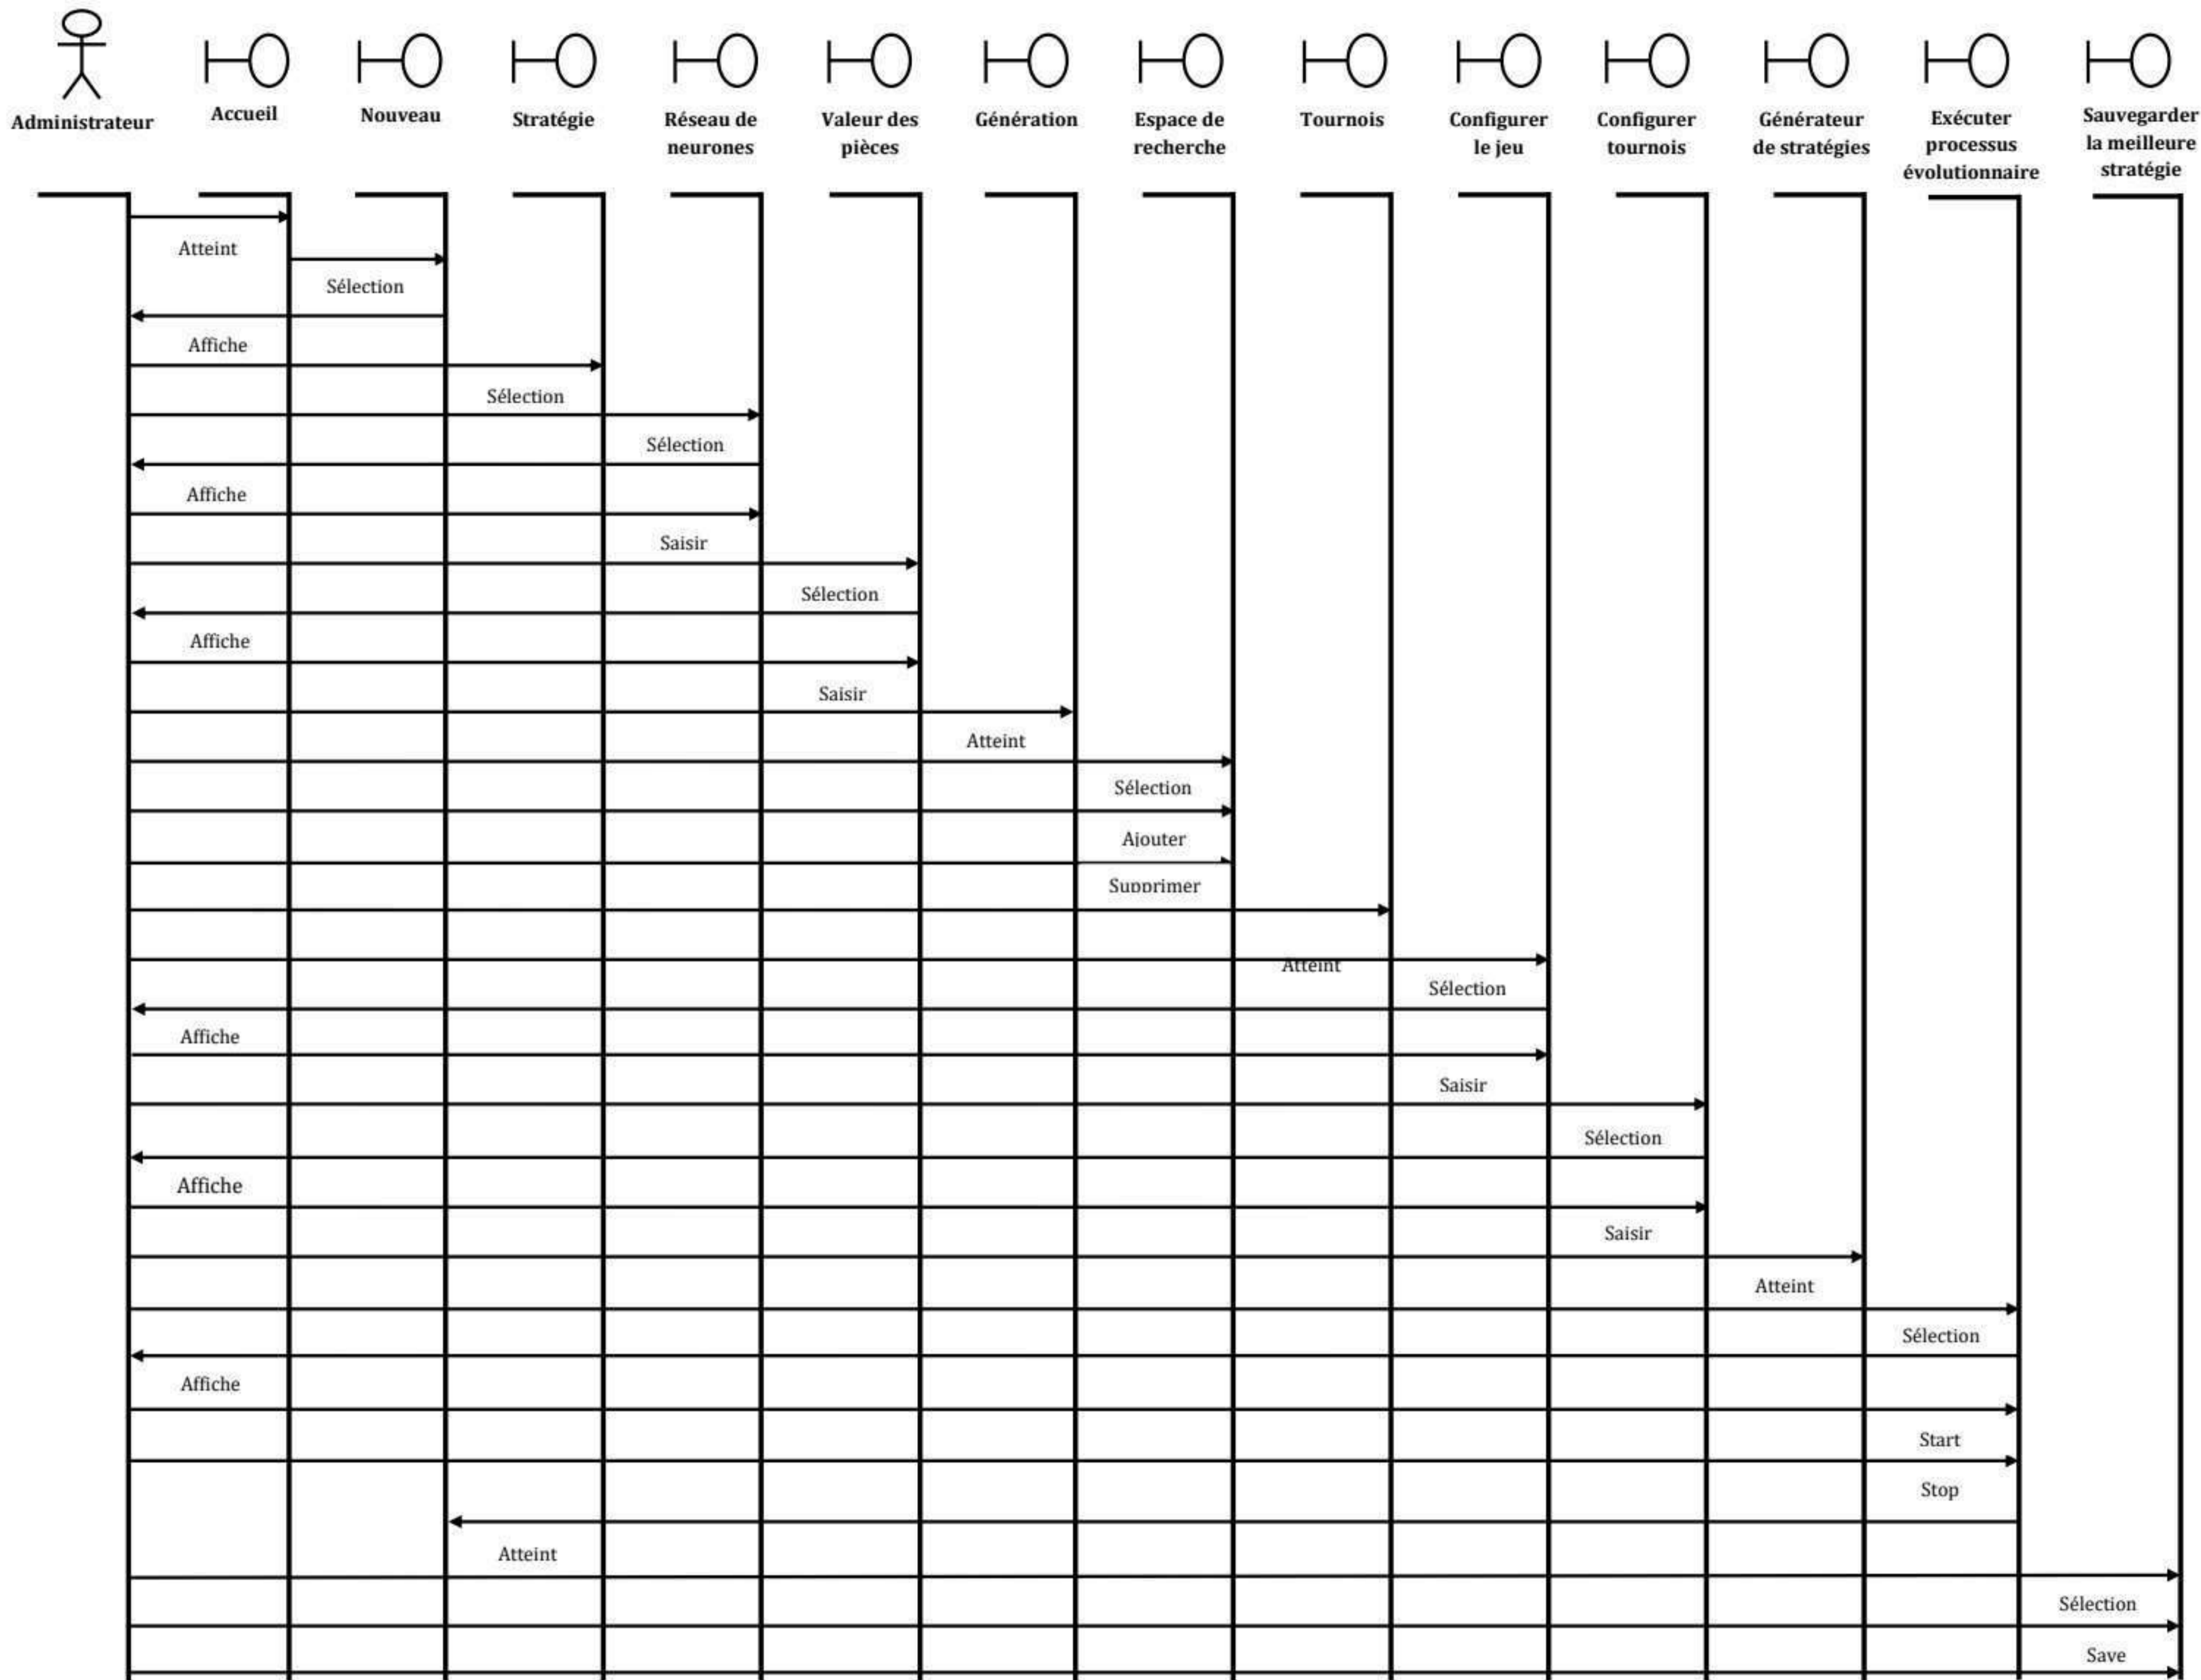 Administrateur
Accueil
Nouveau
Stratégie
Réseau de
neurones
Valeur des
pièces
Génération
Espace de
recherche
Tournois
Configurer
le jeu
Configurer
tournois
Générateur
de stratégies
Exécuter
processus
évolutionnaire
Sauvegarder
la meilleure
stratégie
Atteint
Sélection
Affiche
Sélection
Sélection
Affiche
Saisir
Sélection
Affiche
Saisir
Atteint
Sélection
Ajouter
Supprimer
Atteint
Sélection
Affiche
Saisir
Sélection
Affiche
Saisir
Atteint
Sélection
Affiche
Start
Stop
Atteint
Sélection
Save